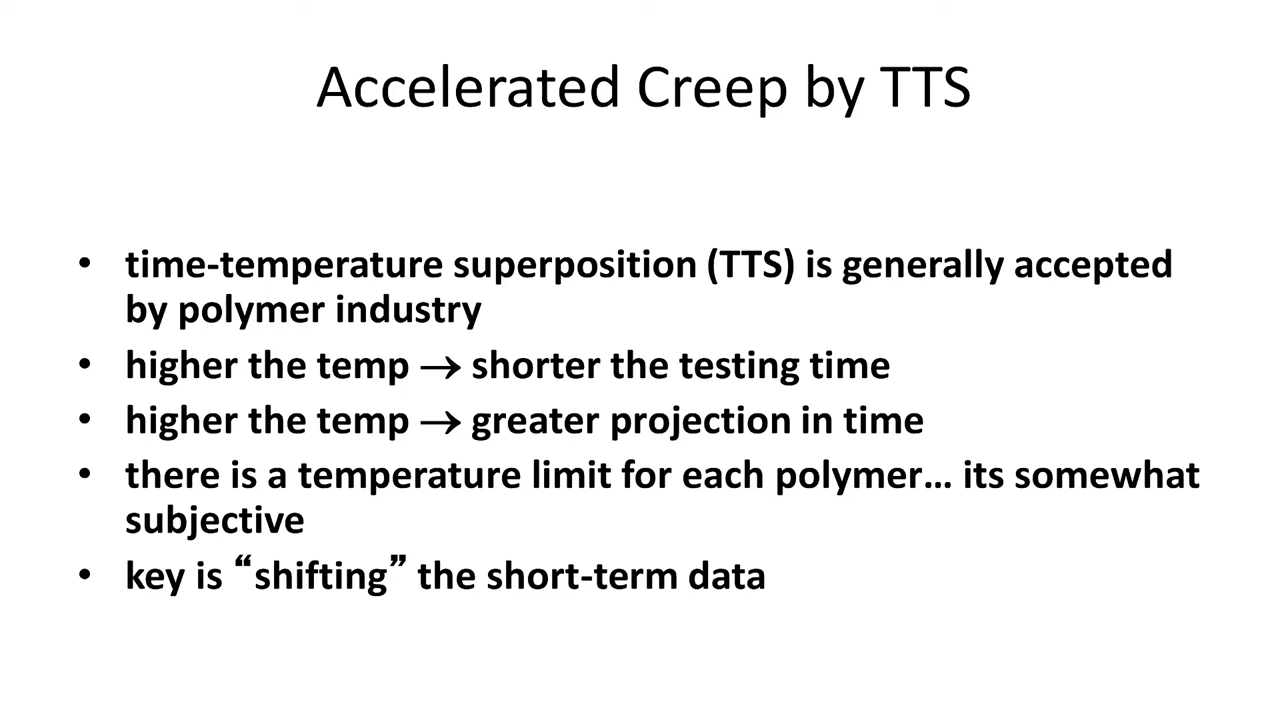 Accelerated Creep by TTS
• time-temperature superposition (TTS) is generally accepted
by polymer industry
• higher the temp → shorter the testing time
• higher the temp → greater projection in time
• there is a temperature limit for each polymer… its somewhat
subjective
• key is “shifting” the short-term data